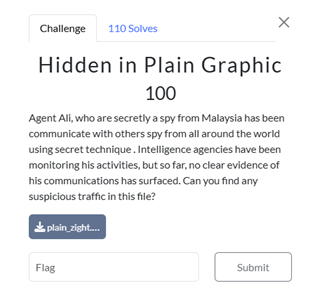 Challenge
110 Solves
Hidden in Plain Graphic
100
Agent Ali, who are secretly a spy from Malaysia has been
communicate with others spy from all around the world
using secret technique . Intelligence agencies have been
monitoring his activities, but so far, no clear evidence of
his communications has surfaced. Can you find any
suspicious traffic in this file?
plain_zight....
Flag
Submit